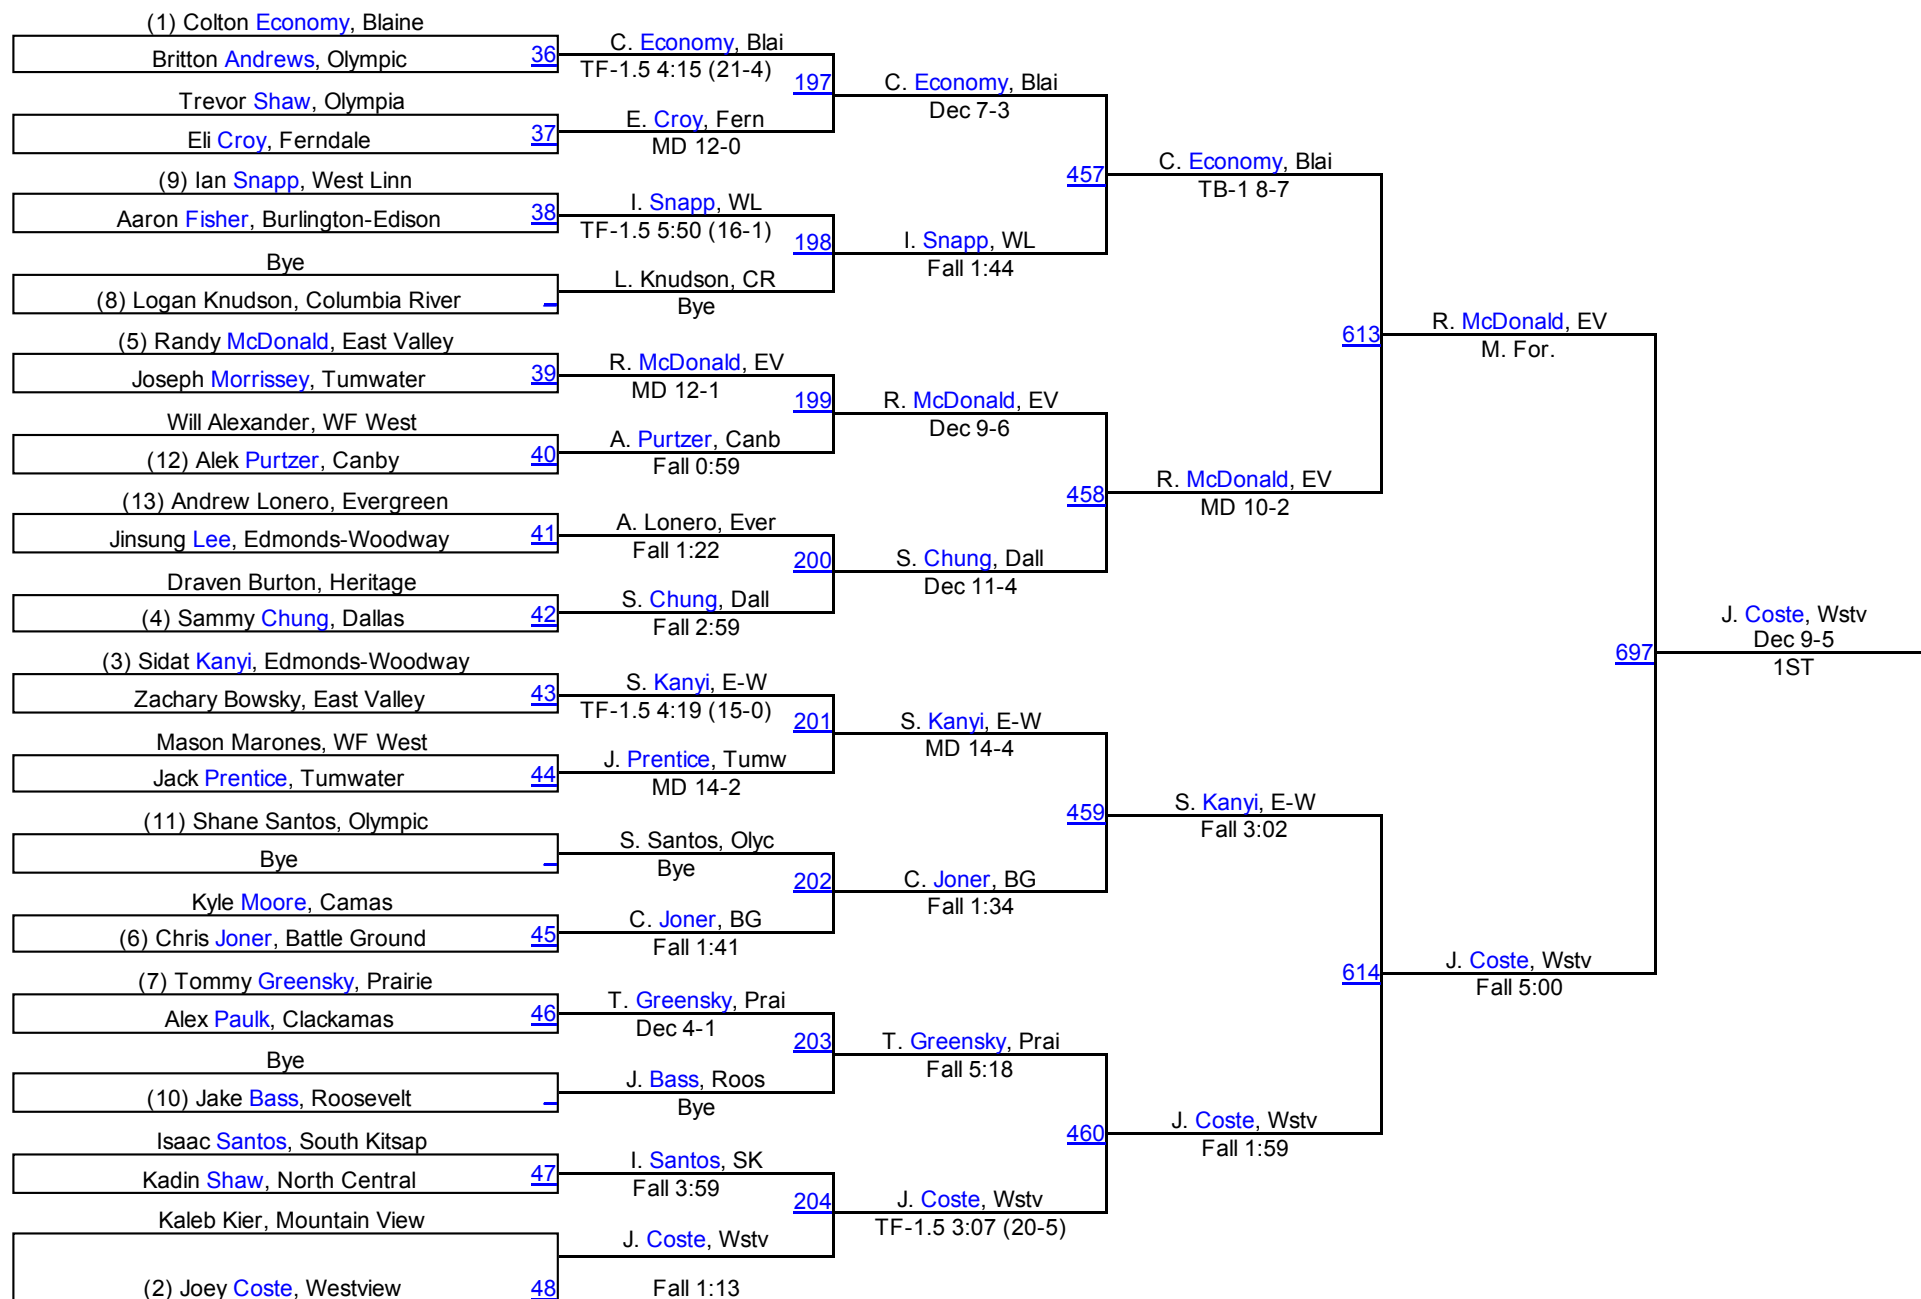 (1) Colton Economy, Blaine
Britton Andrews, Olympic
36
Trevor Shaw, Olympia
Eli Croy, Ferndale
37
(9) Ian Snapp, West Linn
Aaron Fisher, Burlington-Edison
38
Bye
(8) Logan Knudson, Columbia River
(5) Randy McDonald, East Valley
Joseph Morrissey, Tumwater
39
Will Alexander, WF West
(12) Alek Purtzer, Canby
40
(13) Andrew Lonero, Evergreen
Jinsung Lee, Edmonds-Woodway
41
Draven Burton, Heritage
(4) Sammy Chung, Dallas
42
(3) Sidat Kanyi, Edmonds-Woodway
Zachary Bowsky, East Valley
43
Mason Marones, WF West
Jack Prentice, Tumwater
44
(11) Shane Santos, Olympic
Bye
Kyle Moore, Camas
(6) Chris Joner, Battle Ground
45
(7) Tommy Greensky, Prairie
Alex Paulk, Clackamas
46
Bye
(10) Jake Bass, Roosevelt
Isaac Santos, South Kitsap
Kadin Shaw, North Central
47
Kaleb Kier, Mountain View
(2) Joey Coste, Westview
48
C. Economy, Blai
TF-1.5 4:15 (21-4)
197
E. Croy, Fern
MD 12-0
I. Snapp, WL
TF-1.5 5:50 (16-1)
198
L. Knudson, CR
Bye
R. McDonald, EV
MD 12-1
199
A. Purtzer, Canb
Fall 0:59
A. Lonero, Ever
Fall 1:22
200
S. Chung, Dall
Fall 2:59
S. Kanyi, E-W
TF-1.5 4:19 (15-0)
201
J. Prentice, Tumw
MD 14-2
S. Santos, Olyc
Bye
202
C. Joner, BG
Fall 1:41
T. Greensky, Prai
Dec 4-1
203
J. Bass, Roos
Bye
I. Santos, SK
Fall 3:59
204
J. Coste, Wstv
Fall 1:13
C. Economy, Blai
Dec 7-3
457
I. Snapp, WL
Fall 1:44
R. McDonald, EV
Dec 9-6
458
S. Chung, Dall
Dec 11-4
S. Kanyi, E-W
MD 14-4
459
C. Joner, BG
Fall 1:34
T. Greensky, Prai
Fall 5:18
460
J. Coste, Wstv
TF-1.5 3:07 (20-5)
C. Economy, Blai
TB-1 8-7
613
R. McDonald, EV
MD 10-2
S. Kanyi, E-W
Fall 3:02
614
J. Coste, Wstv
Fall 1:59
R. McDonald, EV
M. For.
697
J. Coste, Wstv
Fall 5:00
J. Coste, Wstv
Dec 9-5
1ST